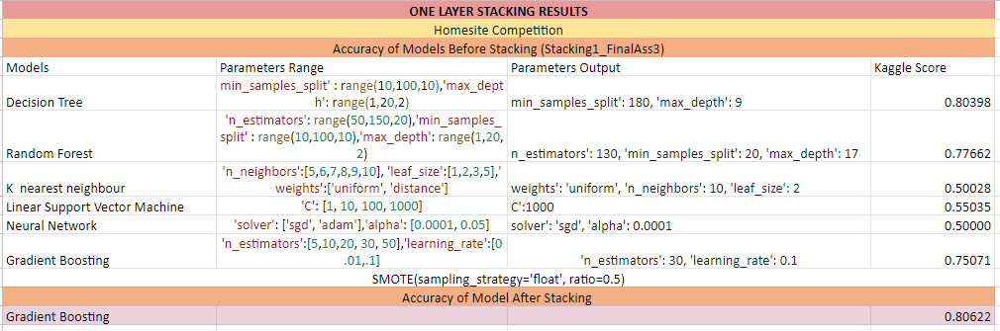 ONE LAYER STACKING RESULTS
Homesite Competition
Accuracy of Models Before Stacking (Stacking1_FinalAss3)
Models Parameters Range Parameters Output Kaggle Score
min_samples_split' : range(10,100,10),'max_dept
Decision Tree h': range(1,20,2) min_samples_split': 180, 'max_depth': 9 0.80398
'n_estimators': range(50,150,20),'min_samples_
split' : range(10,100,10),'max_depth': range(1,20,
Random Forest 2) n_estimators': 130, 'min_samples_split': 20, 'max_depth': 17 0.77662
'n_neighbors':[5,6,7,8,9,10], 'leaf_size':[1,2,3,5],'
K nearest neighbour weights':['uniform', 'distance'] weights': 'uniform', 'n_neighbors': 10, 'leaf_size': 2 0.50028
Linear Support Vector Machine 'C': [1, 10, 100, 1000] C':1000 0.55035
Neural Network 'solver': ['sgd', 'adam'],'alpha': [0.0001, 0.05] solver': 'sgd', 'alpha': 0.0001 0.50000
'n_estimators':[5,10,20, 30, 50],'learning_rate':[0
Gradient Boosting .01,.1] 'n_estimators': 30, 'learning_rate': 0.1 0.75071
SMOTE(sampling_strategy='float', ratio=0.5)
Accuracy of Model After Stacking
Gradient Boosting 0.80622